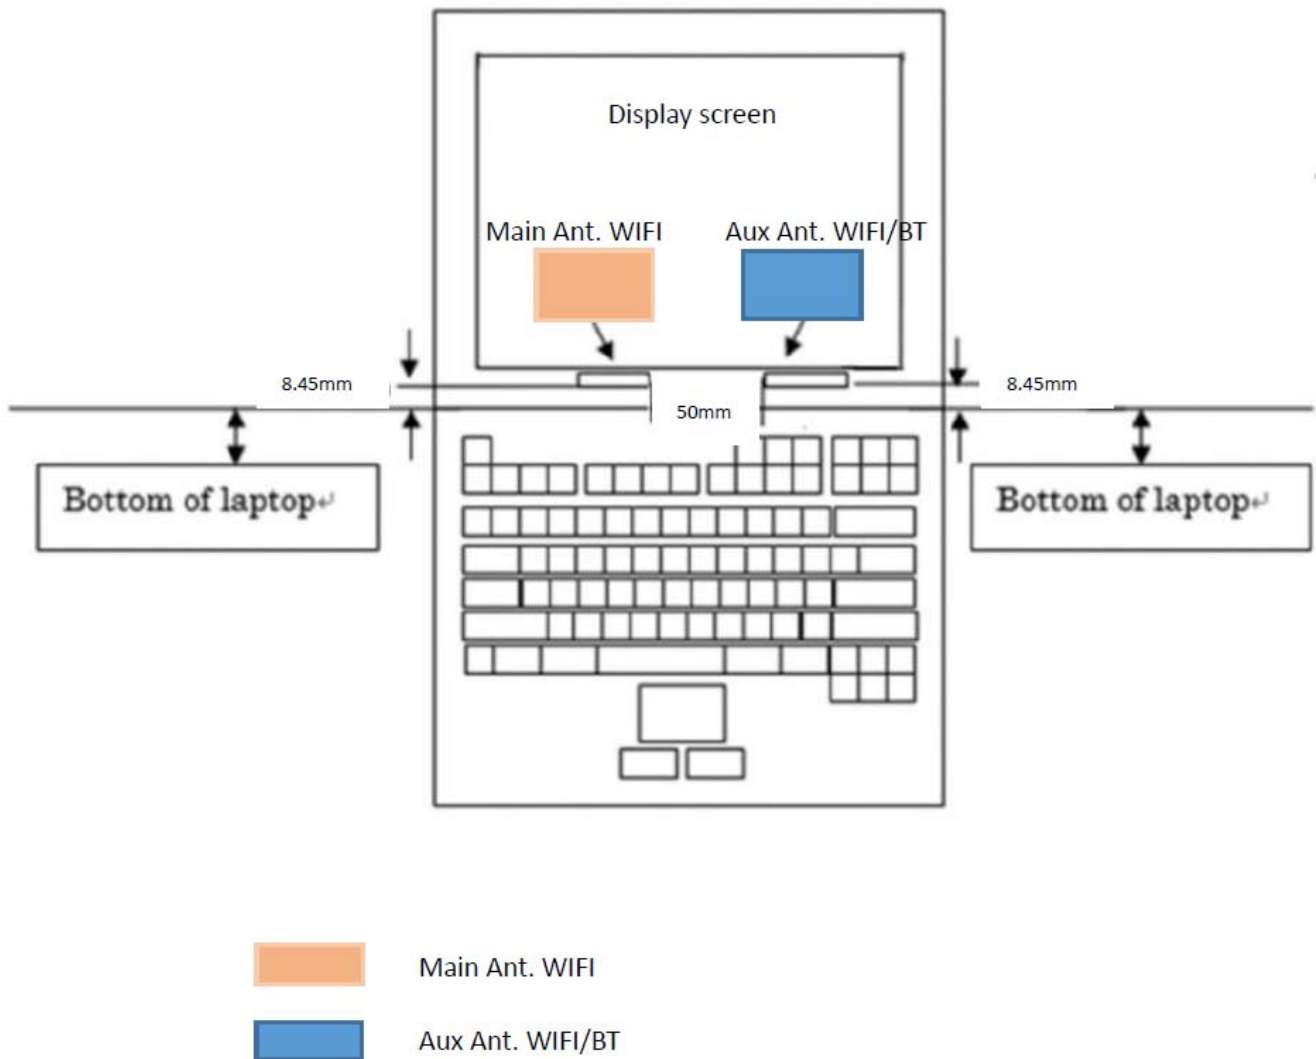 Display screen
Main Ant. WIFI
Aux Ant. WIFI/BT
8.45mm
8.45mm
50mm
Bottom of laptop↵
Bottom of laptop↵
Main Ant. WIFI
Aux Ant. WIFI/BT